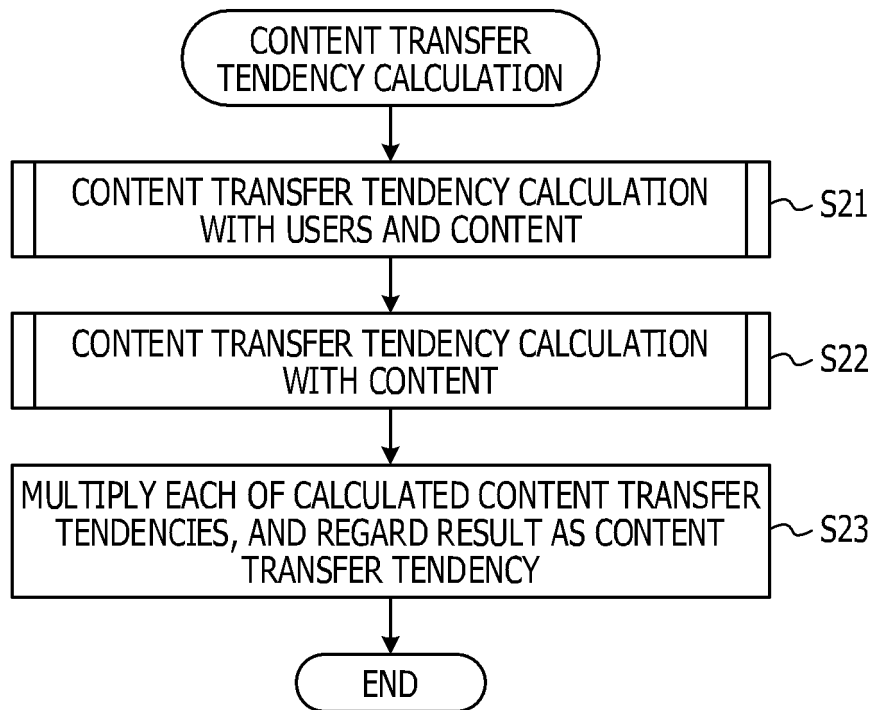 CONTENT TRANSFER
TENDENCY CALCULATION
CONTENT TRANSFER TENDENCY CALCULATION
WITH USERS AND CONTENT
S21
CONTENT TRANSFER TENDENCY CALCULATION
WITH CONTENT
S22
MULTIPLY EACH OF CALCULATED CONTENT TRANSFER
TENDENCIES, AND REGARD RESULT AS CONTENT
TRANSFER TENDENCY
S23
END